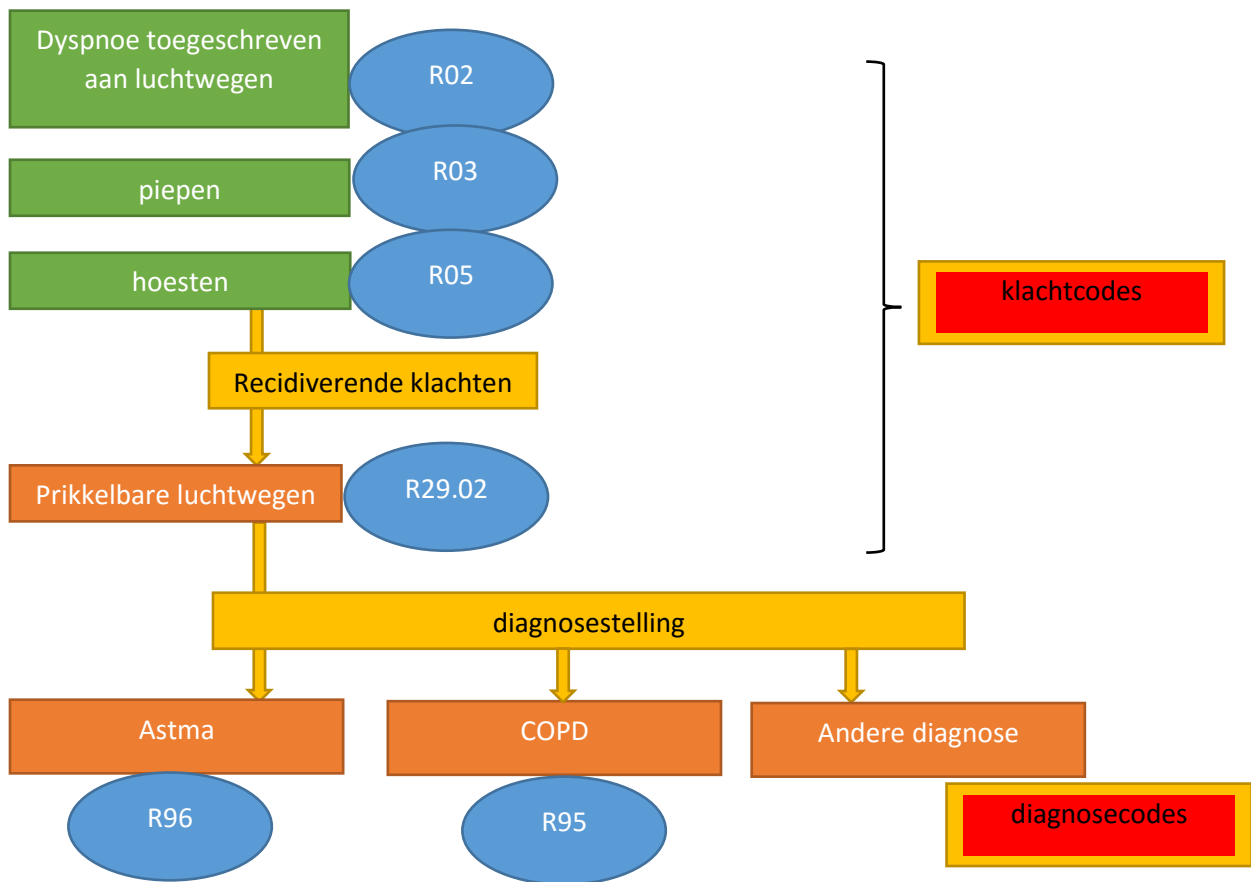 Dyspnoe toegeschreven
aan luchtwegen
R02
piepen
R03
hoesten
R05
klachtcodes
Recidiverende klachten
Prikkelbare luchtwegen
R29.02
diagnosestelling
Astma
COPD
Andere diagnose
R96
R95
diagnosecodes